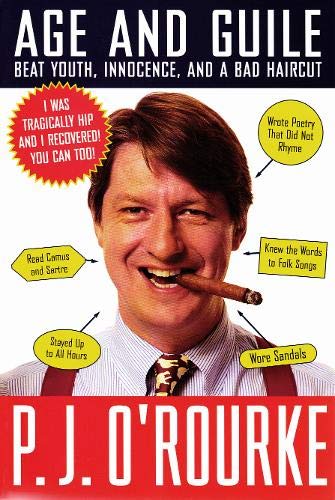 AGE AND GUILE
BEAT YOUTH, INNOCENCE, AND A BAD HAIRCUT
I WAS
TRAGICALLY HIP
AND I RECOVERED!
YOU CAN TOO!
Wrote Poetry
That Did Not
Rhyme
Read Camus
and Sartre
Knew the Words
to Folk Songs
Stayed Up
to All Hours
Wore Sandals
P. J. O'ROURKE